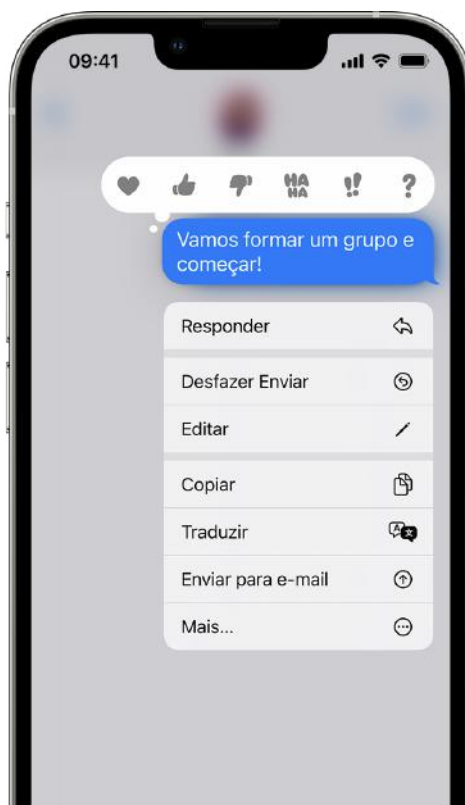 09:41
HA
HA
!!
?
Vamos formar um grupo e
começar!
Responder
Desfazer Enviar
Editar
Copiar
Traduzir
Enviar para e-mail
Mais...